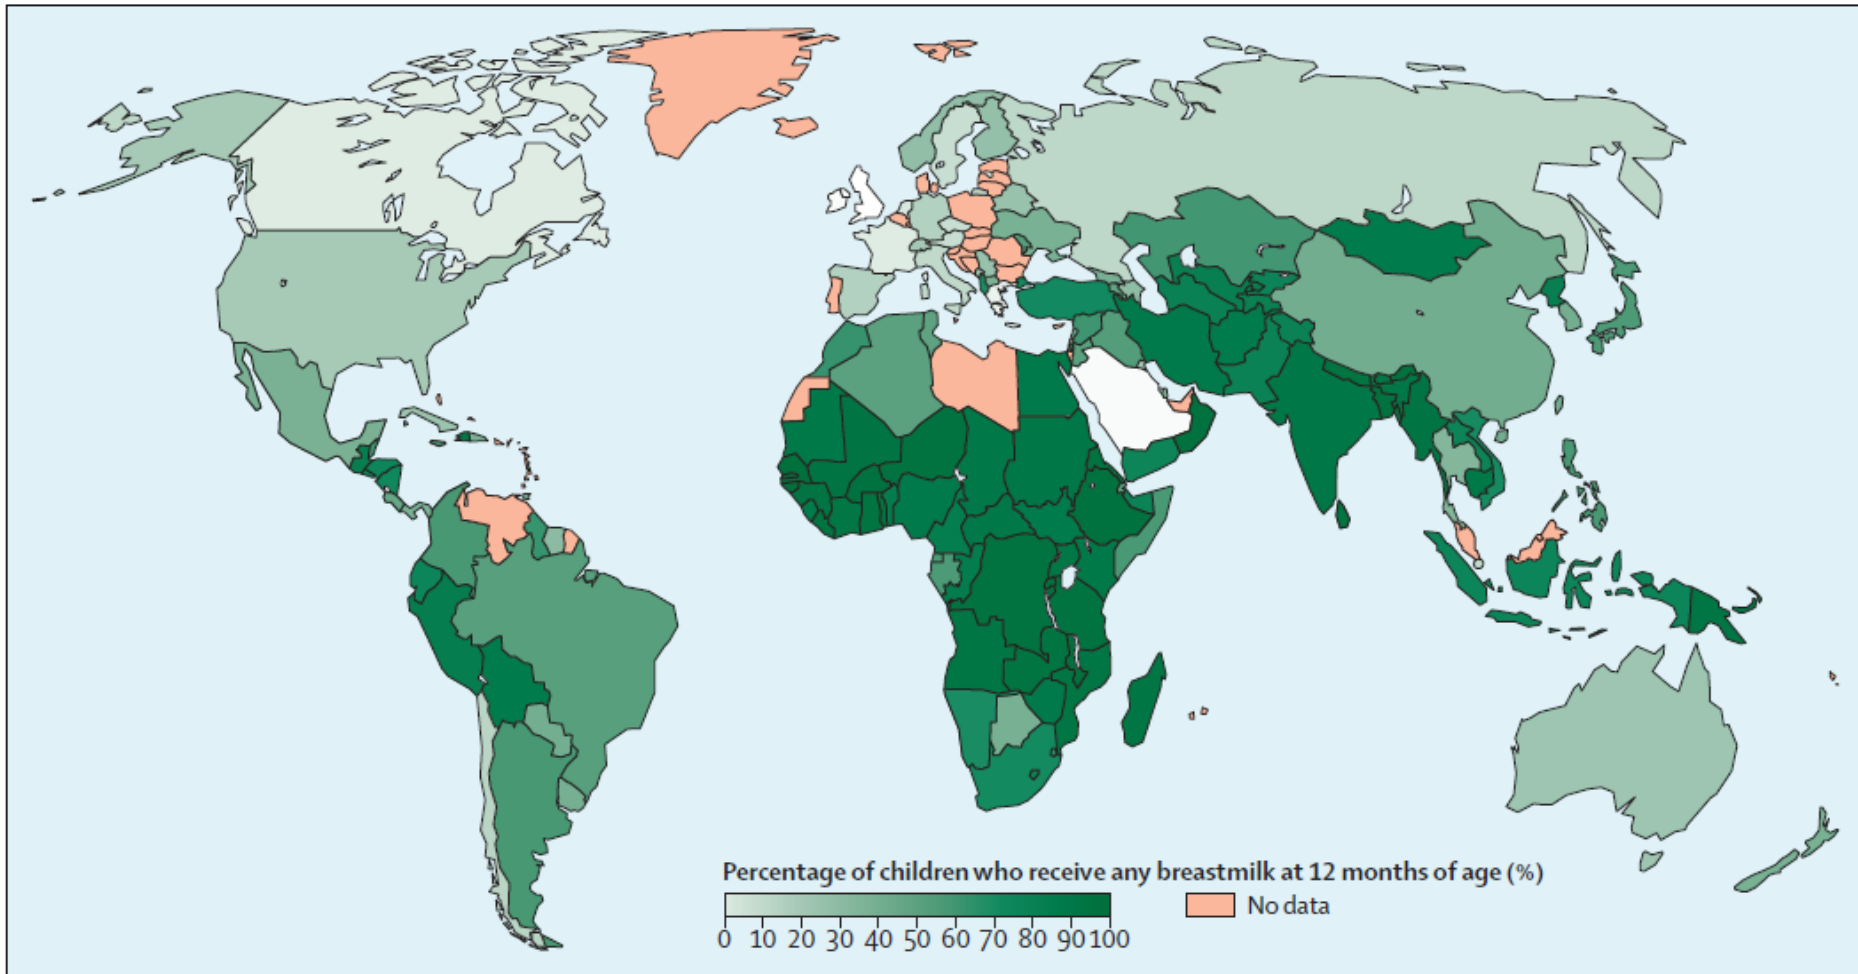 Percentage of children who receive any breastmilk at 12 months of age (%)
No data
0 10 20 30 40 50 60 70 80 90 100